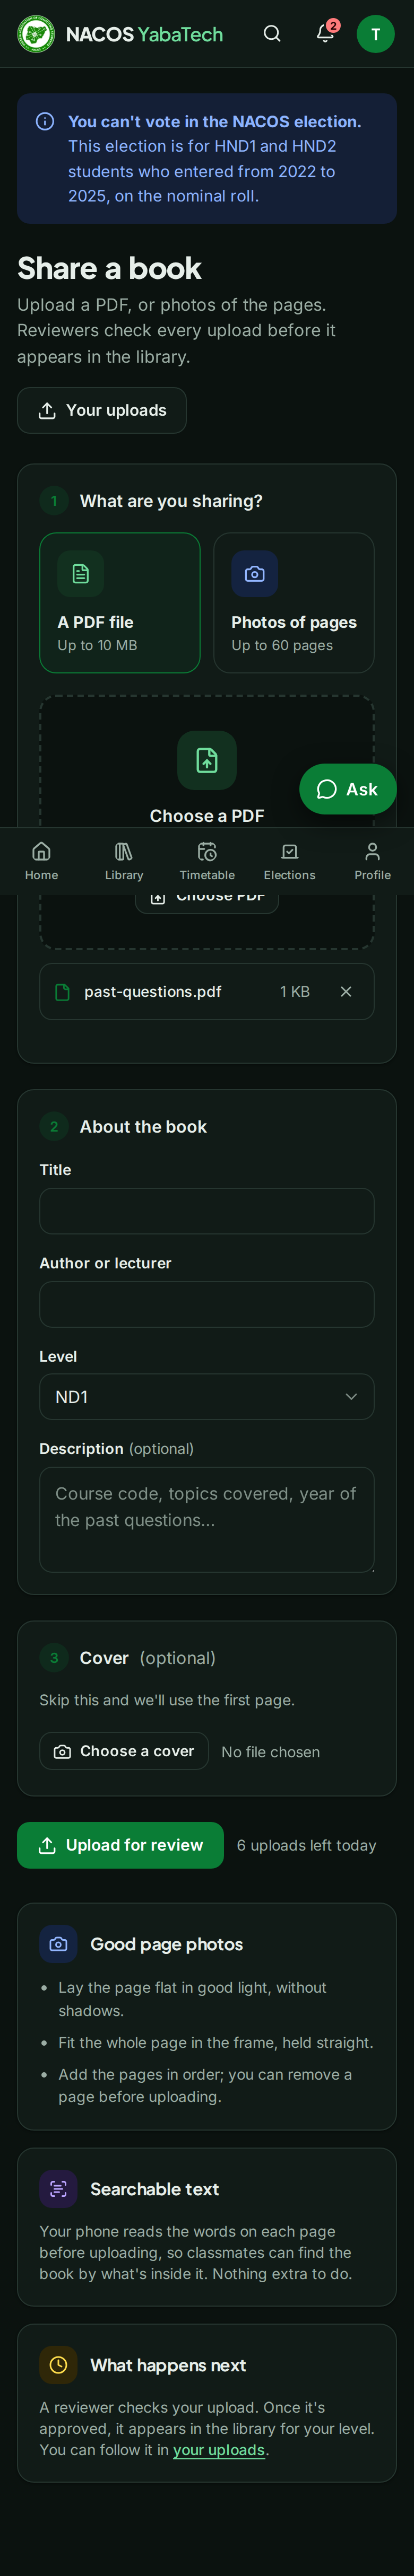 NACOS YabaTech
2
T
You can't vote in the NACOS election.
This election is for HND1 and HND2
students who entered from 2022 to
2025, on the nominal roll.
Share a book
Upload a PDF, or photos of the pages.
Reviewers check every upload before it
appears in the library.
Your uploads
1 What are you sharing?
A PDF file
Up to 10 MB
Photos of pages
Up to 60 pages
Choose a PDF
Ask
Home Library Timetable Elections Profile
Choose PDF
past-questions.pdf 1 KB
2 About the book
Title
Author or lecturer
Level
ND1
Description (optional)
Course code, topics covered, year of
the past questions...
3 Cover (optional)
Skip this and we'll use the first page.
Choose a cover No file chosen
Upload for review 6 uploads left today
Good page photos
• Lay the page flat in good light, without
shadows.
• Fit the whole page in the frame, held straight.
• Add the pages in order; you can remove a
page before uploading.
Searchable text
Your phone reads the words on each page
before uploading, so classmates can find the
book by what's inside it. Nothing extra to do.
What happens next
A reviewer checks your upload. Once it's
approved, it appears in the library for your level.
You can follow it in your uploads.